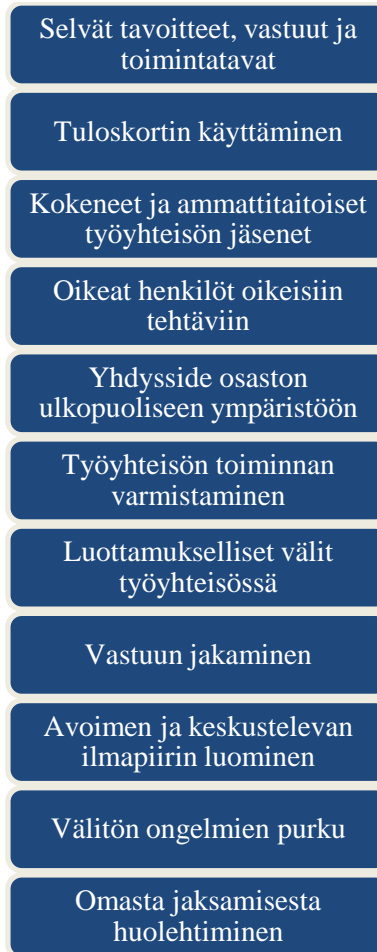 Selvät tavoitteet, vastuut ja
toimintatavat
Tuloskortin käyttäminen
Kokeneet ja ammattitaitoiset
työyhteisön jäsenet
Oikeat henkilöt oikeisiin
tehtäviin
Yhdysside osaston
ulkopuoliseen ympäristöön
Työyhteisön toiminnan
varmistaminen
Luottamukselliset välit
työyhteisössä
Vastuun jakaminen
Avoimen ja keskustelevan
ilmapiirin luominen
Välitön ongelmien purku
Omasta jaksamisesta
huolehtiminen